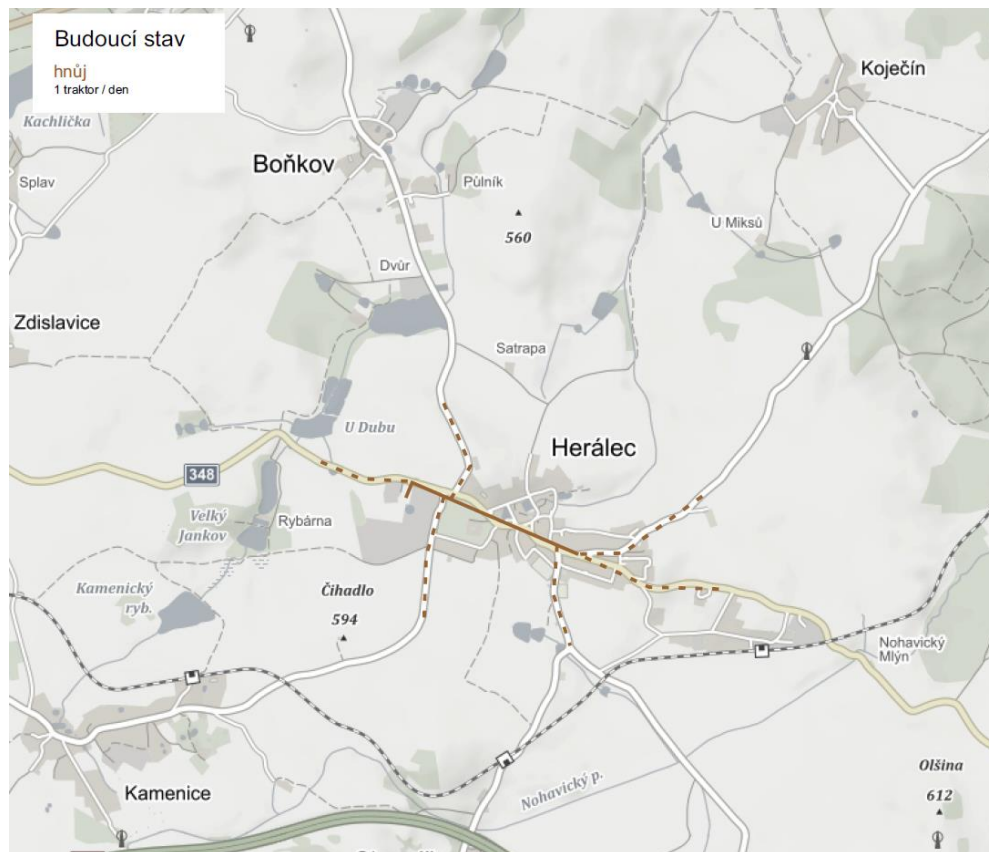 Budoucí stav
hnůj
1 traktor / den
Kachlička
Splav
Boňkov
Půlník
560
Koječín
U Miksů
Dvůr
Zdislavice
Satrapa
U Dubu
Herálec
348
Velký
Jankov
Rybárna
Kamenický
ryb.
Čihadlo
594
Nohavický
Mlýn
Kamenice
Nohavický p.
Olšina
612